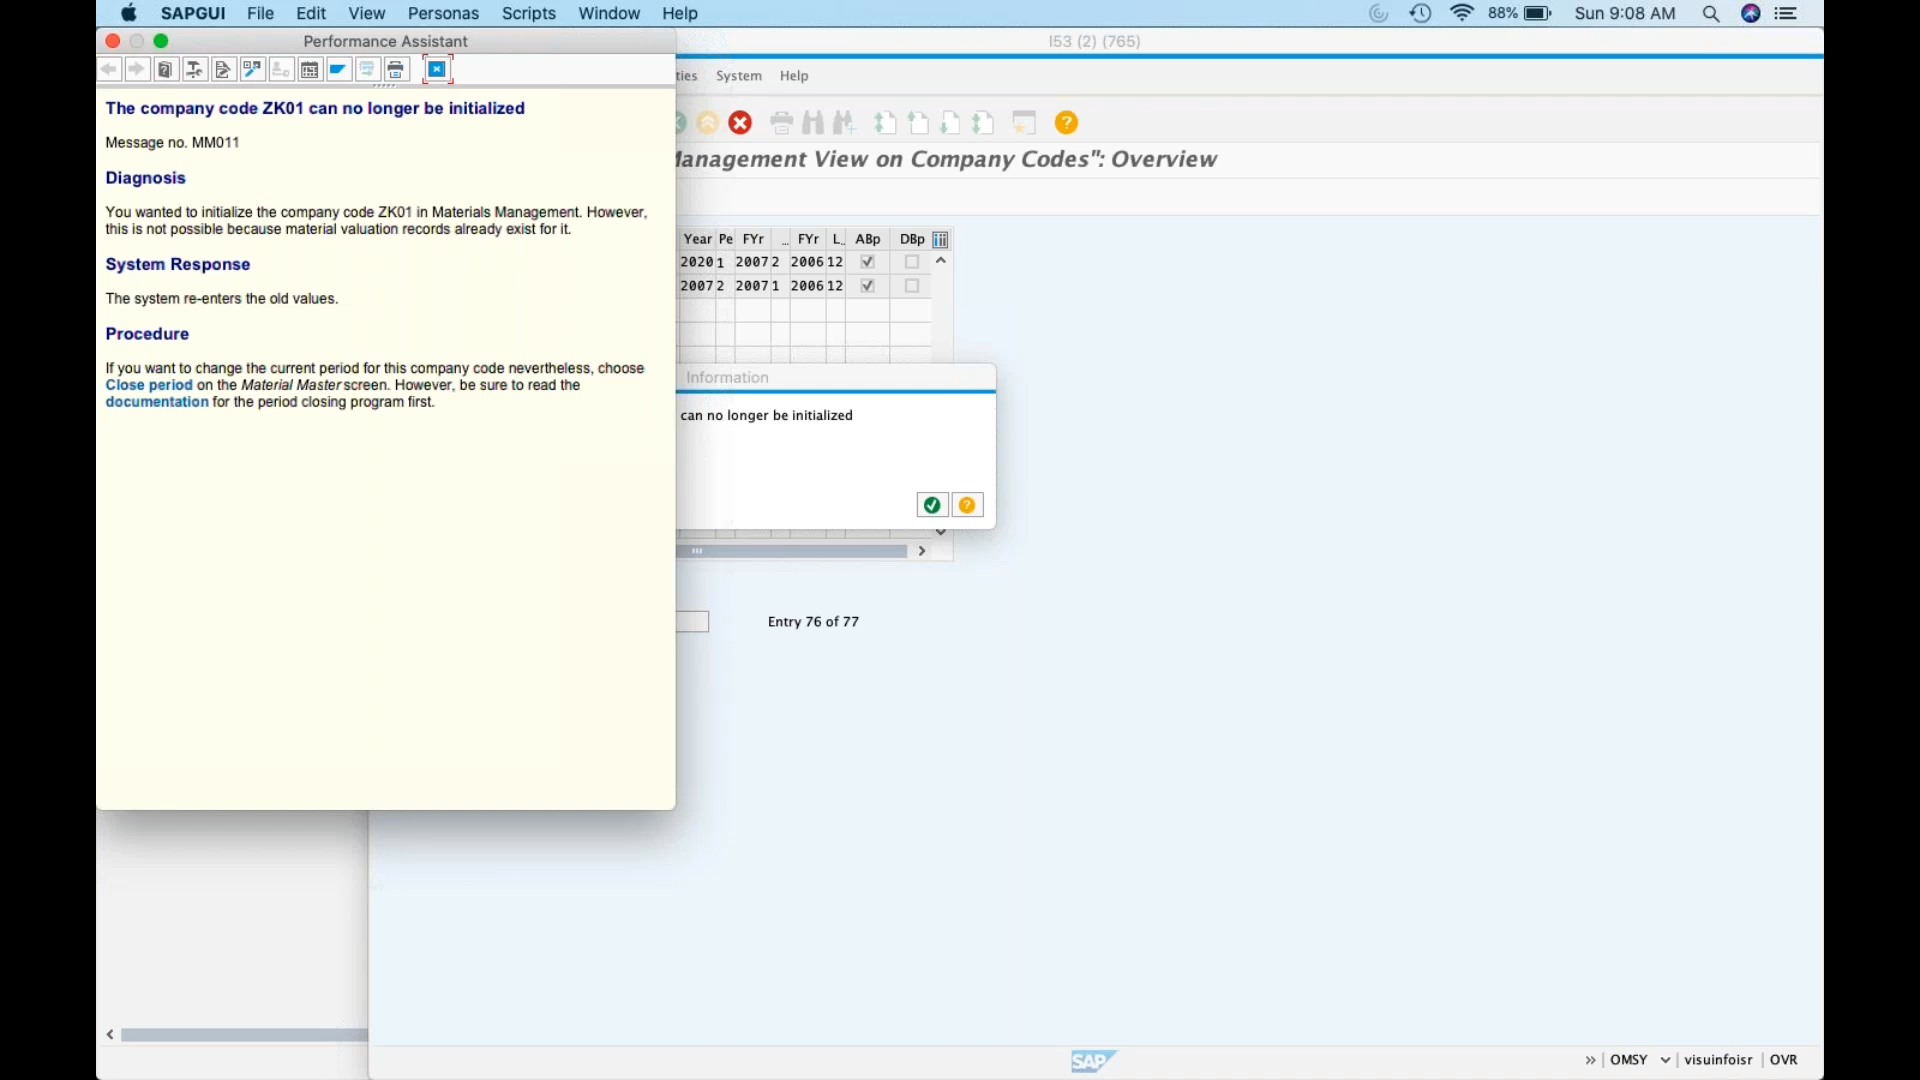 SAPGUI File Edit View Personas Scripts Window Help 88% Sun 9:08 AM
Performance Assistant
I53 (2) (765)
ties System Help
The company code ZK01 can no longer be initialized
Message no. MM011
Diagnosis
You wanted to initialize the company code ZK01 in Materials Management. However,
this is not possible because material valuation records already exist for it.
System Response
The system re-enters the old values.
Procedure
If you want to change the current period for this company code nevertheless, choose
Close period on the Material Master screen. However, be sure to read the
documentation for the period closing program first.
Management View on Company Codes": Overview
Year Pe FYr ... FYr L.. ABp DBp
2020 1 2007 2 2006 12
2007 2 2007 1 2006 12
Information
can no longer be initialized
Entry 76 of 77
SAP
OMSY visuinfoisr OVR